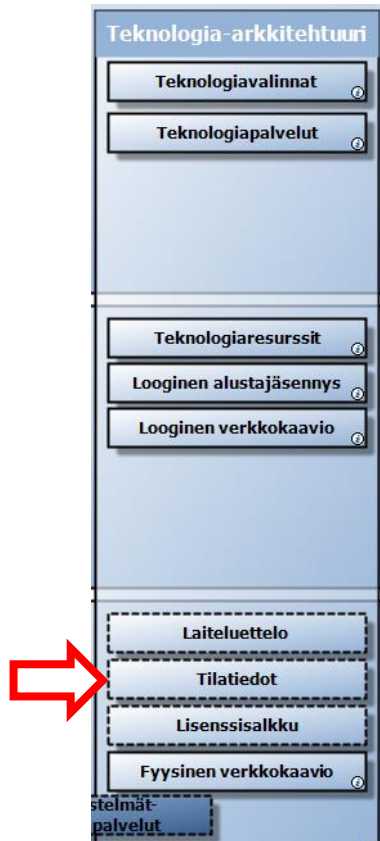 Teknologia-arkkitehtuuri
Teknologiavalinnat
Teknologiapalvelut
Teknologiaresurssit
Looginen alustajäsennys
Looginen verkkokaavio
Laiteluettelo
Tilatiedot
Lisenssisalkku
Fyysinen verkkokaavio
stelmät-
palvelut